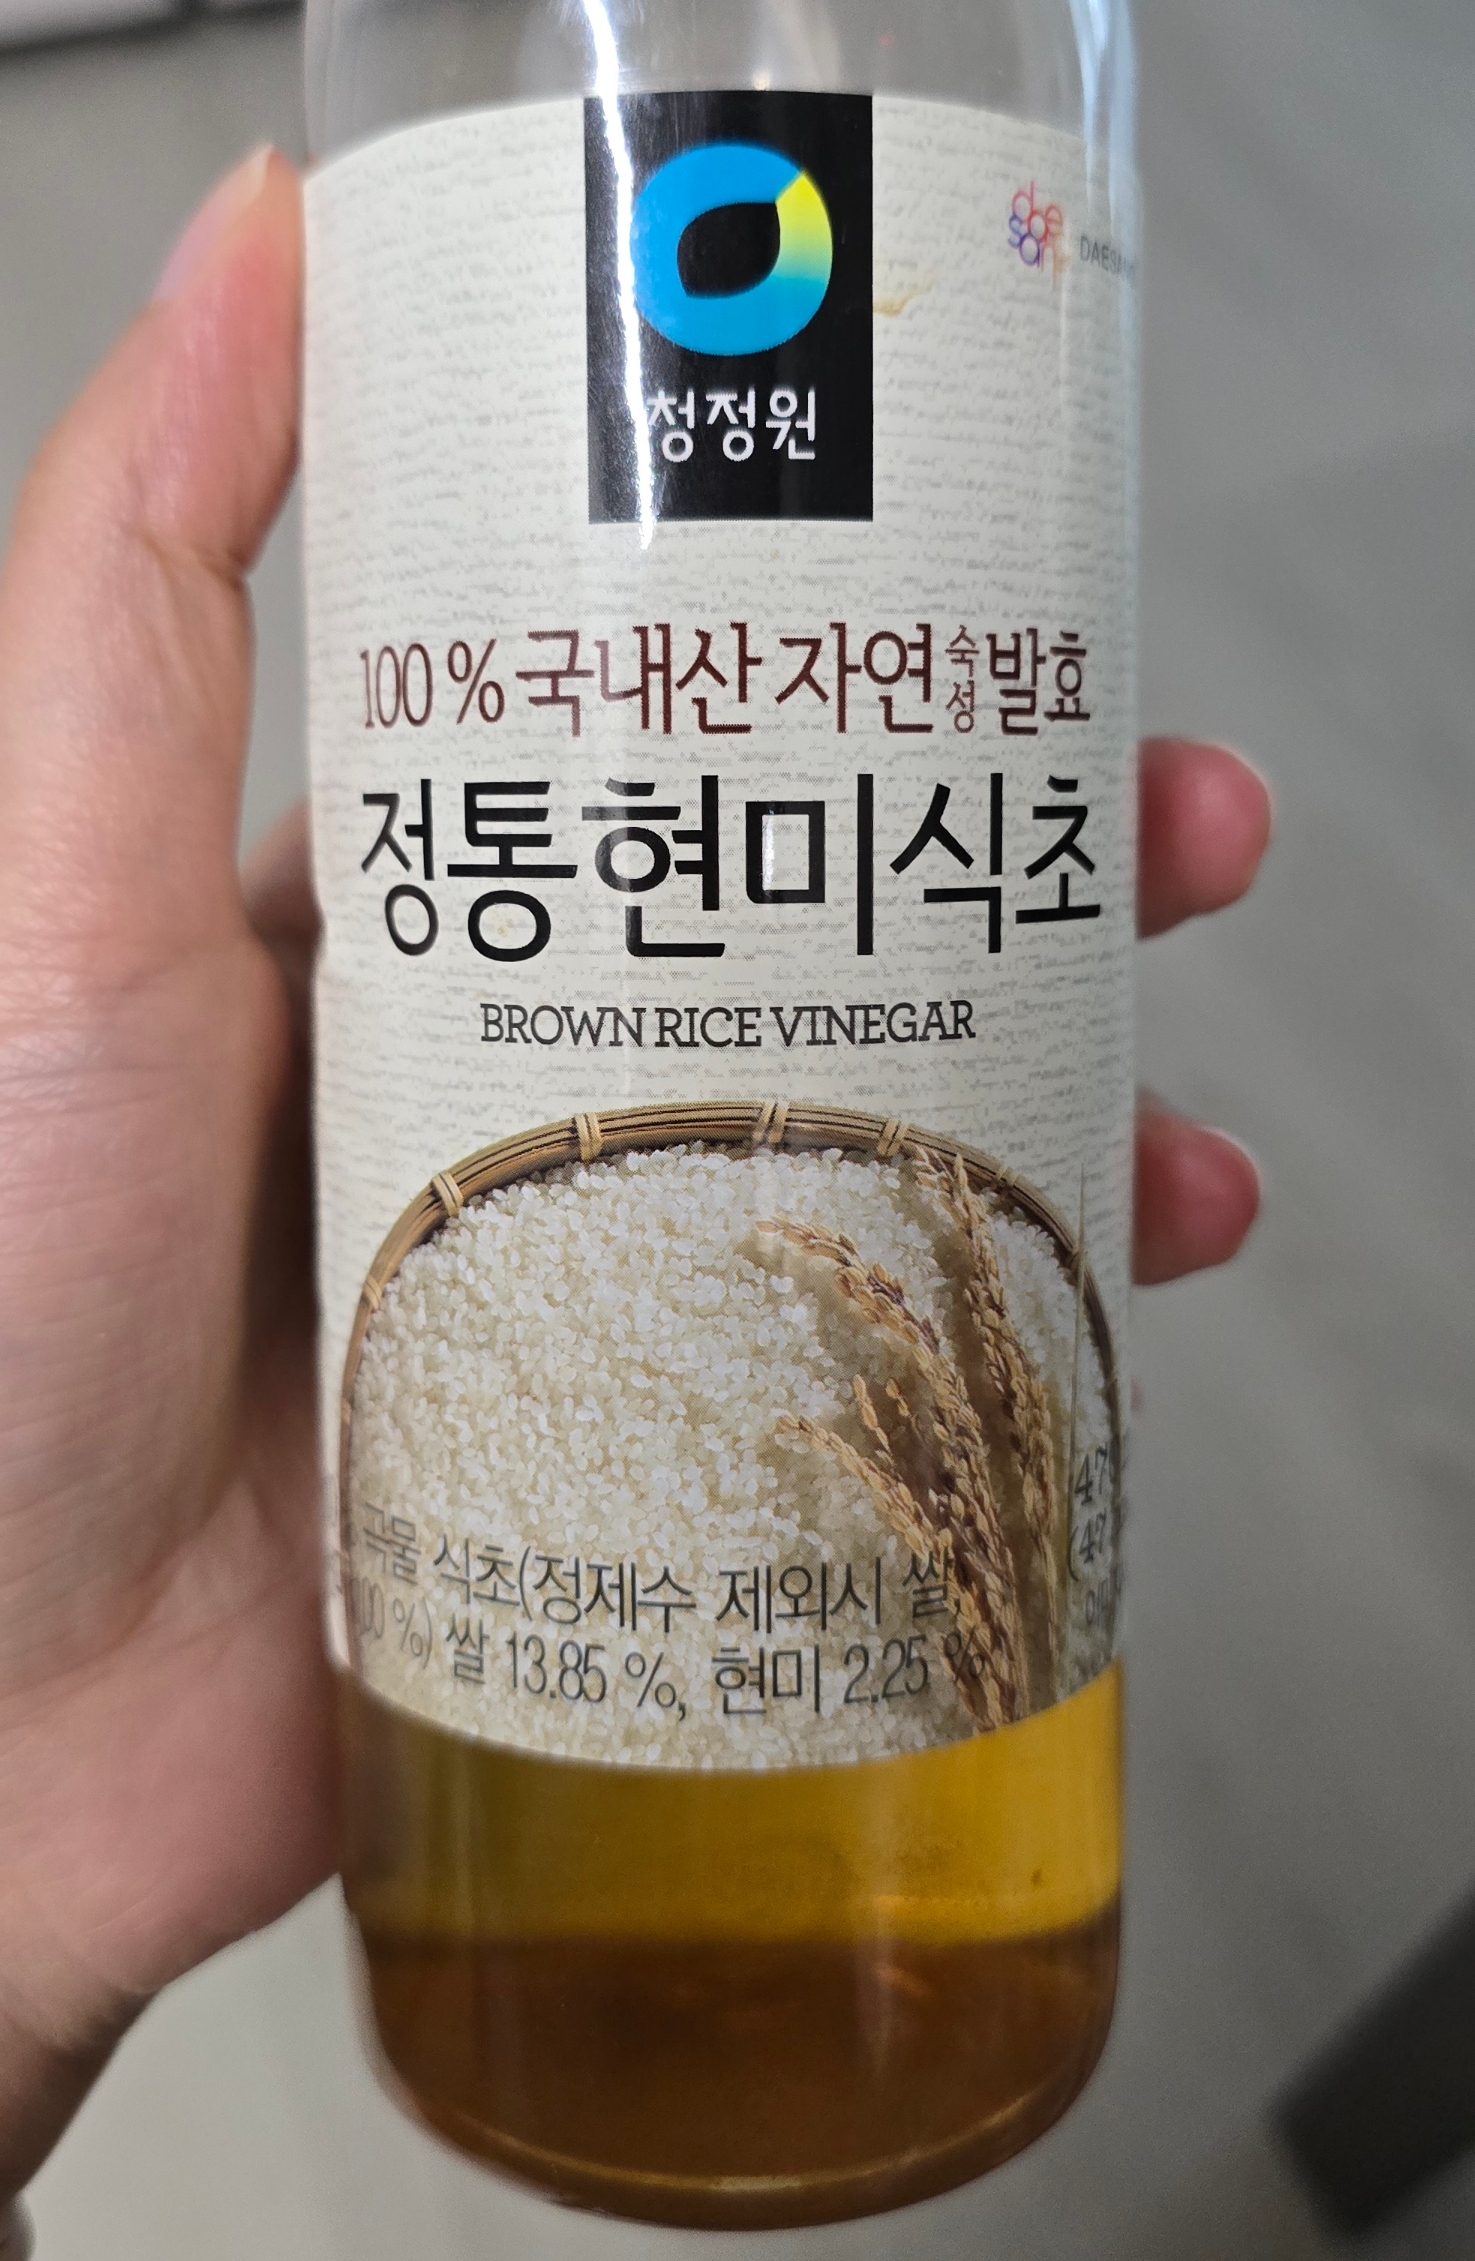 daesang
청정원
100 % 국내산 자연 숙성 발효
정통현미식초
BROWN RICE VINEGAR
곡물 식초(정제수 제외시 쌀,
쌀 13.85 %, 현미 2.25 %